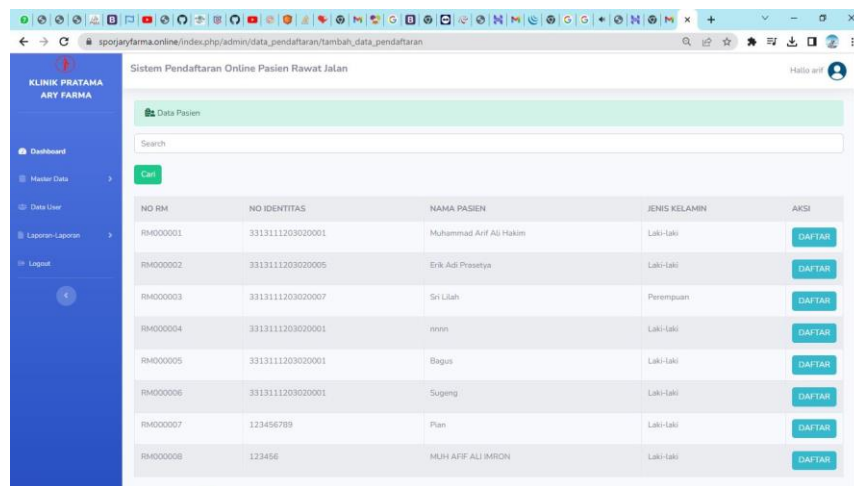 sporjaryfarma.online/index.php/admin/data_pendaftaran/tambah_data_pendaftaran
KLINIK PRATAMA
ARY FARMA
Sistem Pendaftaran Online Pasien Rawat Jalan
Hallo arif
Dashboard
Master Data
Data User
Laporan-Laporan
Logout
Data Pasien
Search
Cari
NO RM NO IDENTITAS NAMA PASIEN JENIS KELAMIN AKSI
RM000001 3313111203020001 Muhammad Arif Ali Hakim Laki-laki DAFTAR
RM000002 3313111203020005 Erik Adi Prasetya Laki-laki DAFTAR
RM000003 3313111203020007 Sri Lilah Perempuan DAFTAR
RM000004 3313111203020001 nnnn Laki-laki DAFTAR
RM000005 3313111203020001 Bagus Laki-laki DAFTAR
RM000006 3313111203020001 Sugeng Laki-laki DAFTAR
RM000007 123456789 Pian Laki-laki DAFTAR
RM000008 123456 MUH AFIF ALI IMRON Laki-laki DAFTAR